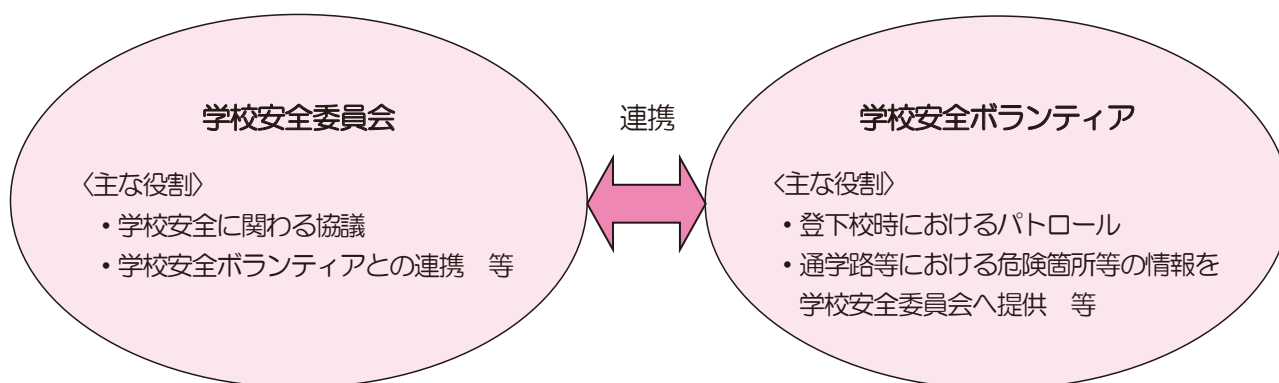 学校安全委員会
〈主な役割〉
・学校安全に関わる協議
・学校安全ボランティアとの連携　等
連携
学校安全ボランティア
〈主な役割〉
・登下校時におけるパトロール
・通学路等における危険箇所等の情報を
学校安全委員会へ提供　等